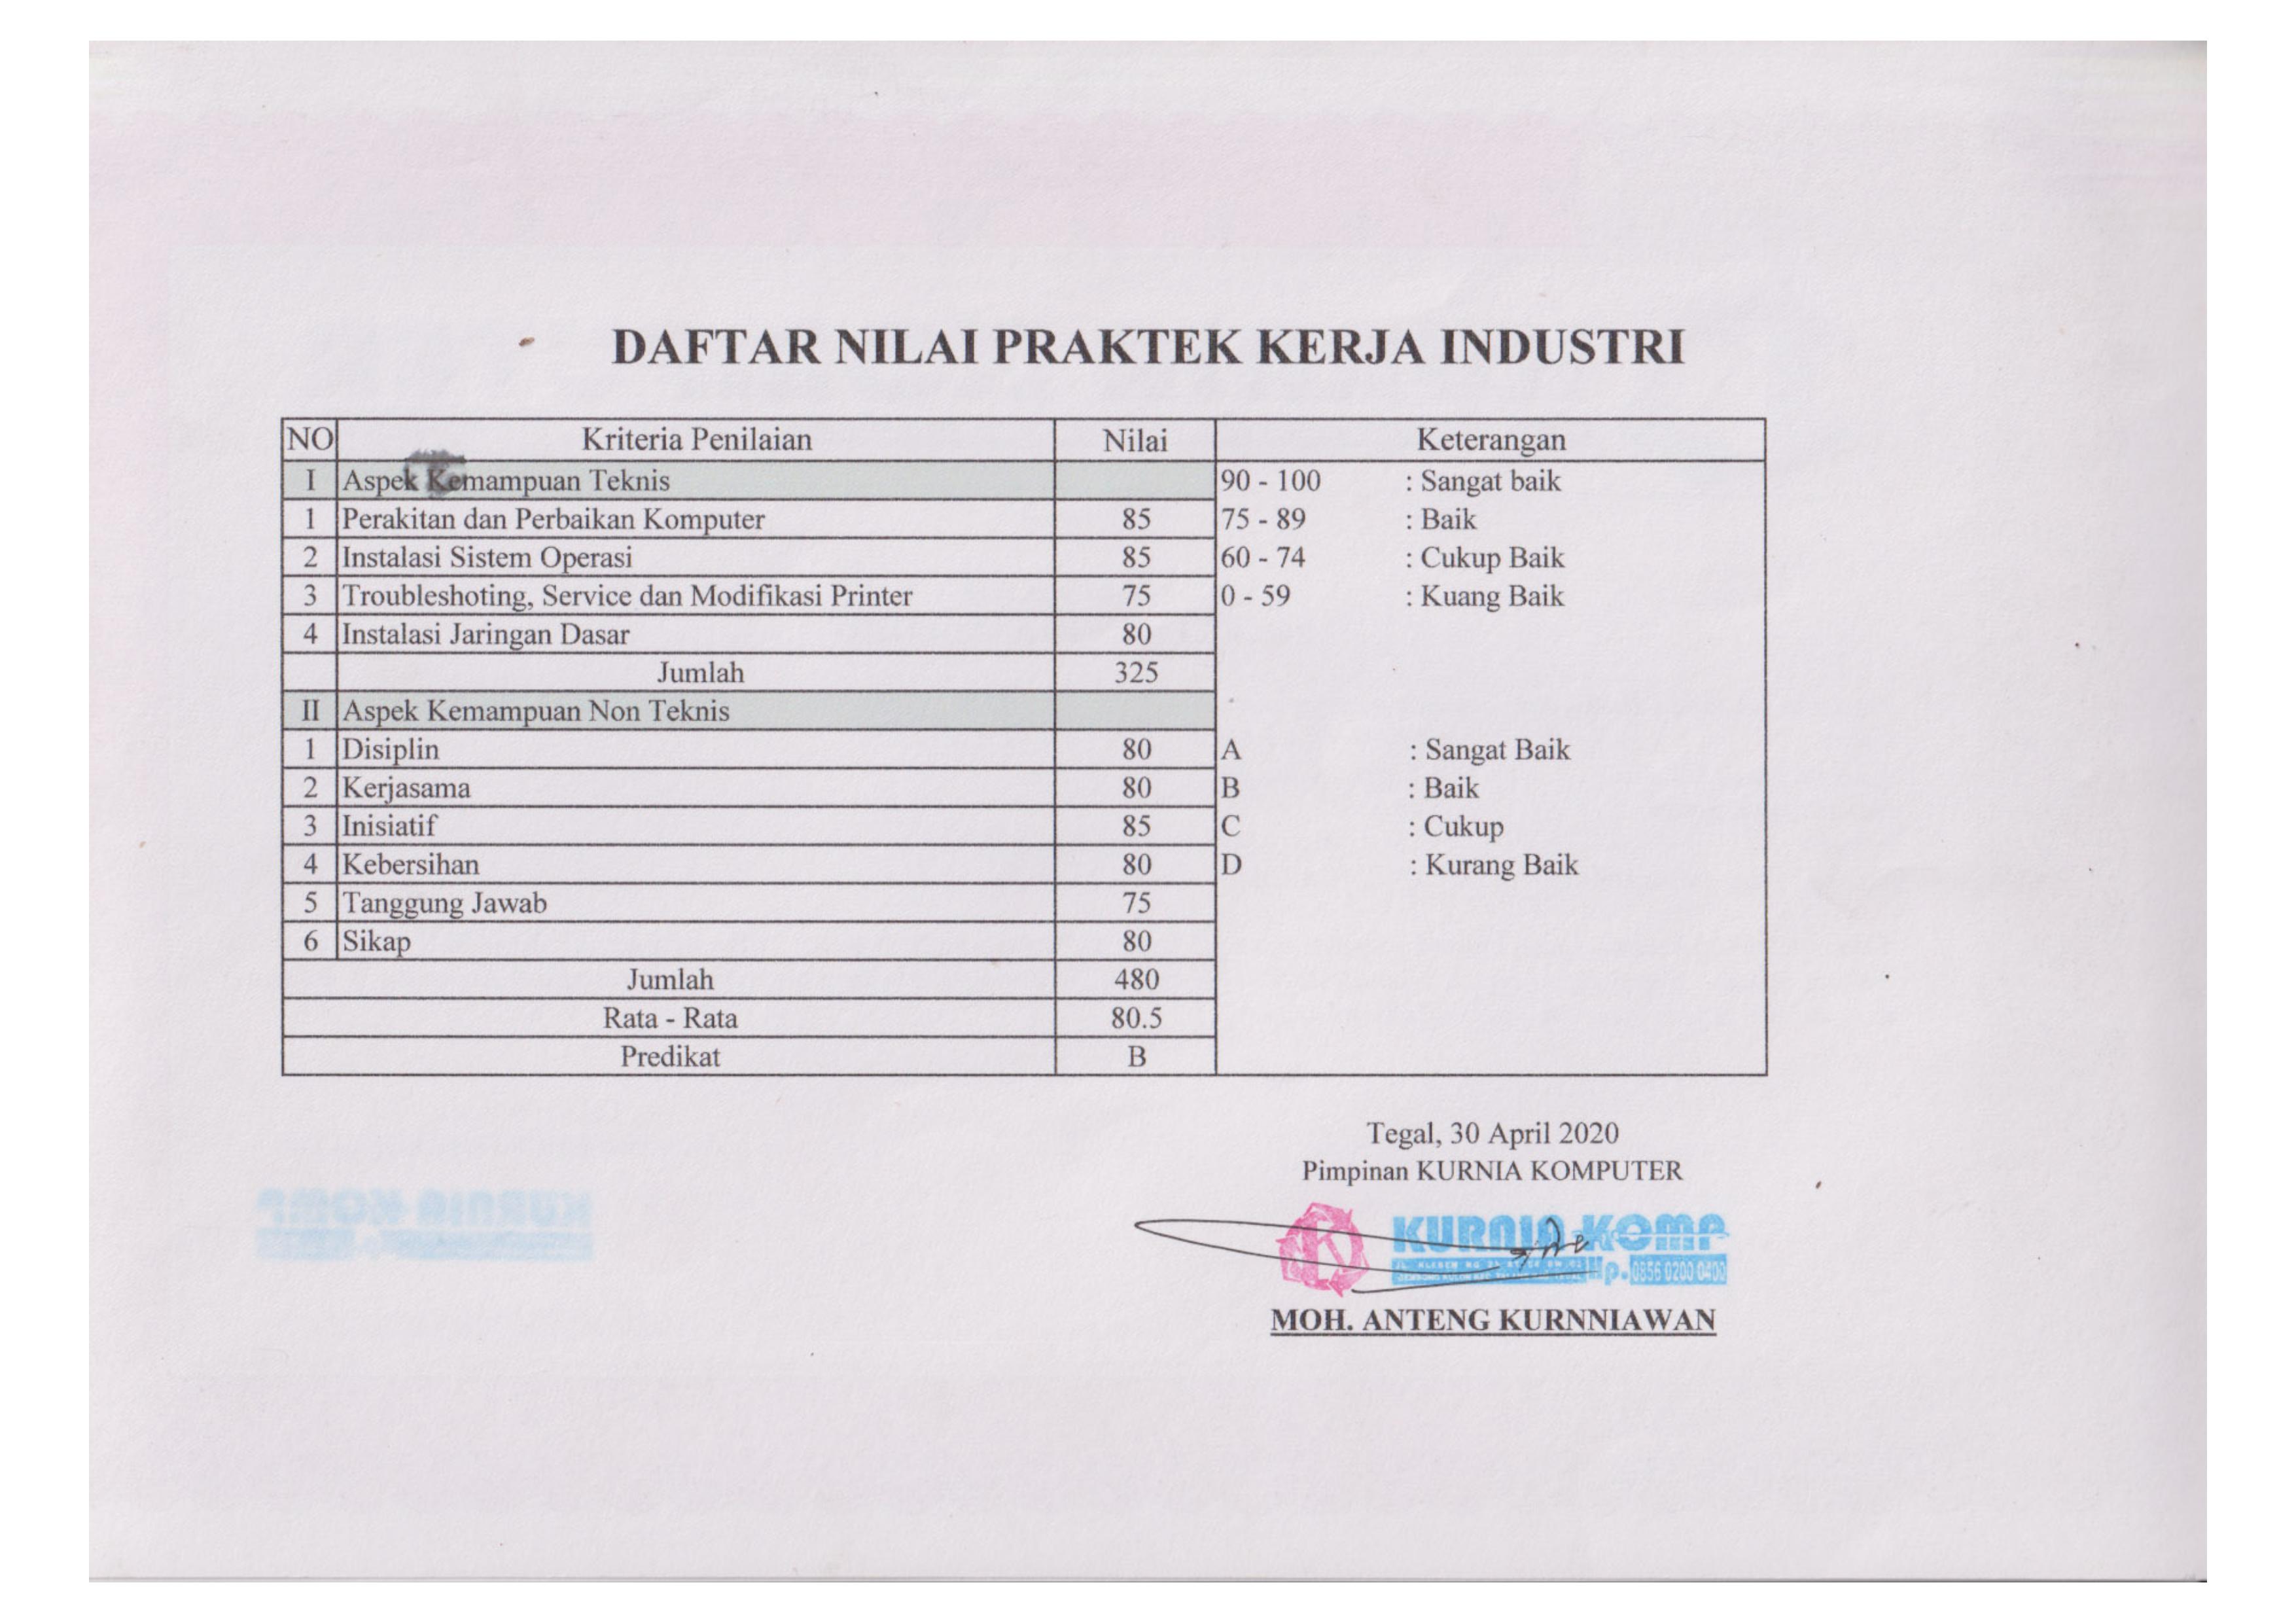 DAFTAR NILAI PRAKTEK KERJA INDUSTRI
NO Kriteria Penilaian Nilai Keterangan
I Aspek Kemampuan Teknis 90 - 100 : Sangat baik
1 Perakitan dan Perbaikan Komputer 85 75 - 89 : Baik
2 Instalasi Sistem Operasi 85 60 - 74 : Cukup Baik
3 Troubleshoting, Service dan Modifikasi Printer 75 0 - 59 : Kuang Baik
4 Instalasi Jaringan Dasar 80
Jumlah 325
II Aspek Kemampuan Non Teknis
1 Disiplin 80 A : Sangat Baik
2 Kerjasama 80 B : Baik
3 Inisiatif 85 C : Cukup
4 Kebersihan 80 D : Kurang Baik
5 Tanggung Jawab 75
6 Sikap 80
Jumlah 480
Rata - Rata 80.5
Predikat B
Tegal, 30 April 2020
Pimpinan KURNIA KOMPUTER
KURNIA KOMP
Hp. 0856 0200 0400
MOH. ANTENG KURNNIAWAN